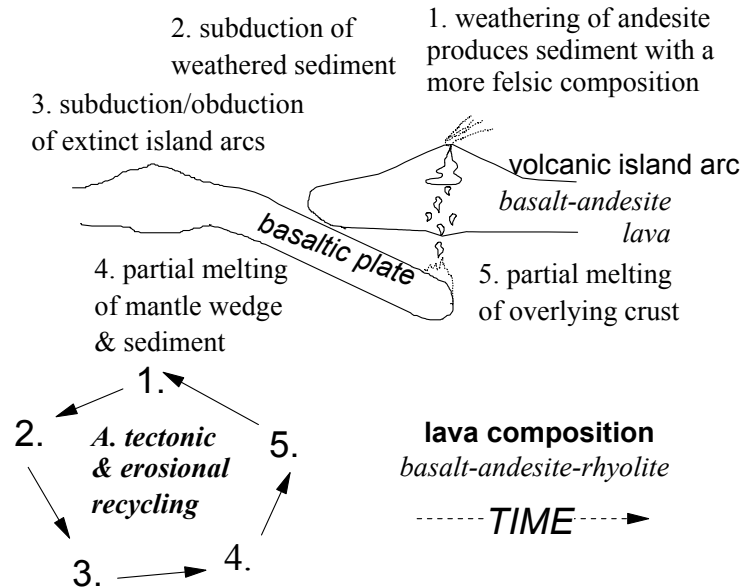 2. subduction of
weathered sediment
1. weathering of andesite
produces sediment with a
more felsic composition
3. subduction/obduction
of extinct island arcs
volcanic island arc
basalt-andesite
lava
basaltic plate
4. partial melting
of mantle wedge
& sediment
5. partial melting
of overlying crust
1.
2.
A. tectonic
& erosional
recycling
5.
3.
4.
lava composition
basalt-andesite-rhyolite
TIME